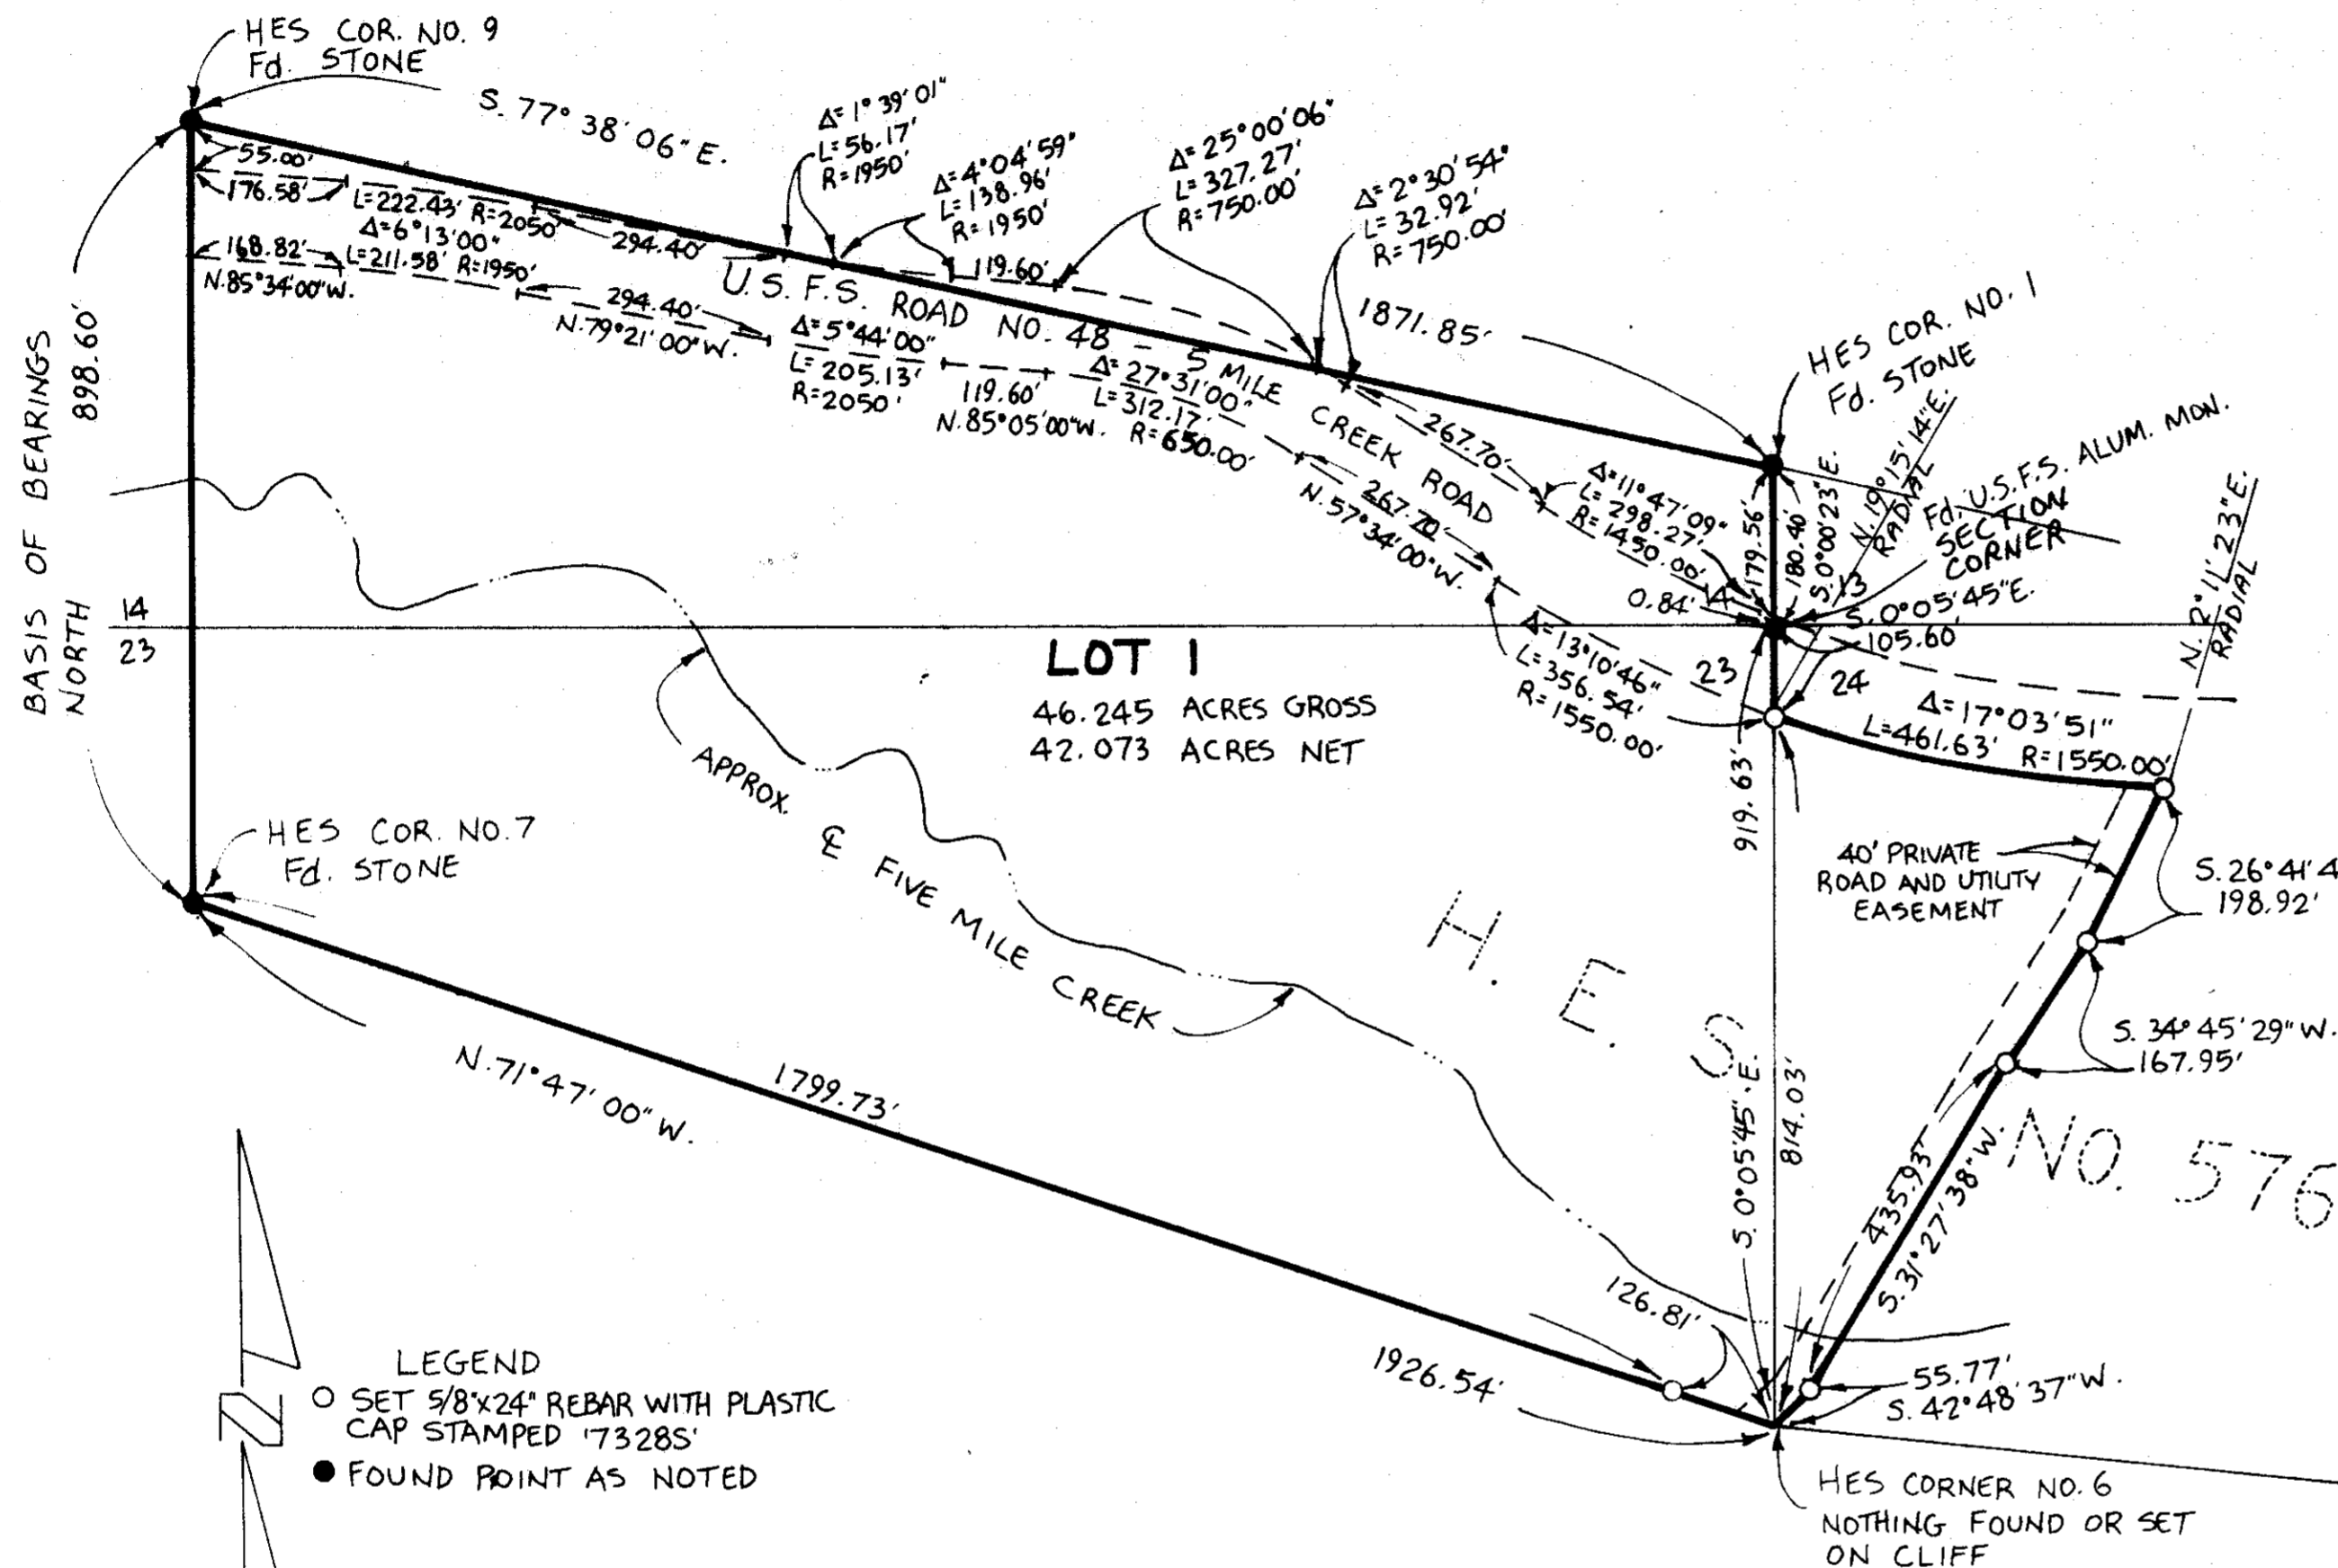 HES COR. NO. 9
Fd. STONE
S. 77° 38' 06" E.
Δ= 1° 39' 01"
L= 56.17'
R= 1950'
Δ= 4° 04' 59"
L= 138.96'
R= 1950'
Δ= 25° 00' 06"
L= 327.27'
R= 750.00'
Δ= 2° 30' 54"
L= 32.92'
R= 750.00'
1871.85'
HES COR. NO. 1
Fd. STONE
55.00'
176.58'
L=222.43' R=2050'
Δ=6°13'00"
294.40'
168.82'
N.85°34'00"W.
L=211.58' R=1950'
294.40'
N.79°21'00"W.
U.S.F.S. ROAD NO. 48 - 5 MILE CREEK ROAD
119.60'
Δ=5°44'00"
L=205.13'
R=2050'
119.60'
N.85°05'00"W.
Δ=27°31'00"
L=312.17'
R=650.00'
267.70'
267.70'
N.57°34'00"W.
Δ=11°47'09"
L=298.27'
R=1450.00'
179.56'
180.40'
S.0°00'23"E.
N.19°15'14"E.
RADIAL
Fd. U.S.F.S. ALUM. MON.
SECTION
CORNER
N. 2°11'23"E.
RADIAL
0.84'
14
13
S. 0°05'45"E.
105.60'
BASIS OF BEARINGS
NORTH
898.60'
14
23
LOT 1
46.245 ACRES GROSS
42.073 ACRES NET
Δ=13°10'46"
L=356.54'
R=1550.00'
23
24
Δ=17°03'51"
L=461.63' R=1550.00'
919.63'
APPROX. ℄ FIVE MILE CREEK
HES COR. NO. 7
Fd. STONE
40' PRIVATE
ROAD AND UTILITY
EASEMENT
S. 26°41'4
198.92'
H. E. S.
NO. 576
S. 34°45'29"W.
167.95'
N.71°47'00"W.
1799.73'
S. 0°05'45".E.
814.03'
435.93'
S.31°27'38"W.
126.81'
1926.54'
55.77'
S. 42°48'37"W.
N
LEGEND
SET 5/8"x24" REBAR WITH PLASTIC
CAP STAMPED '7328S'
FOUND POINT AS NOTED
HES CORNER NO. 6
NOTHING FOUND OR SET
ON CLIFF